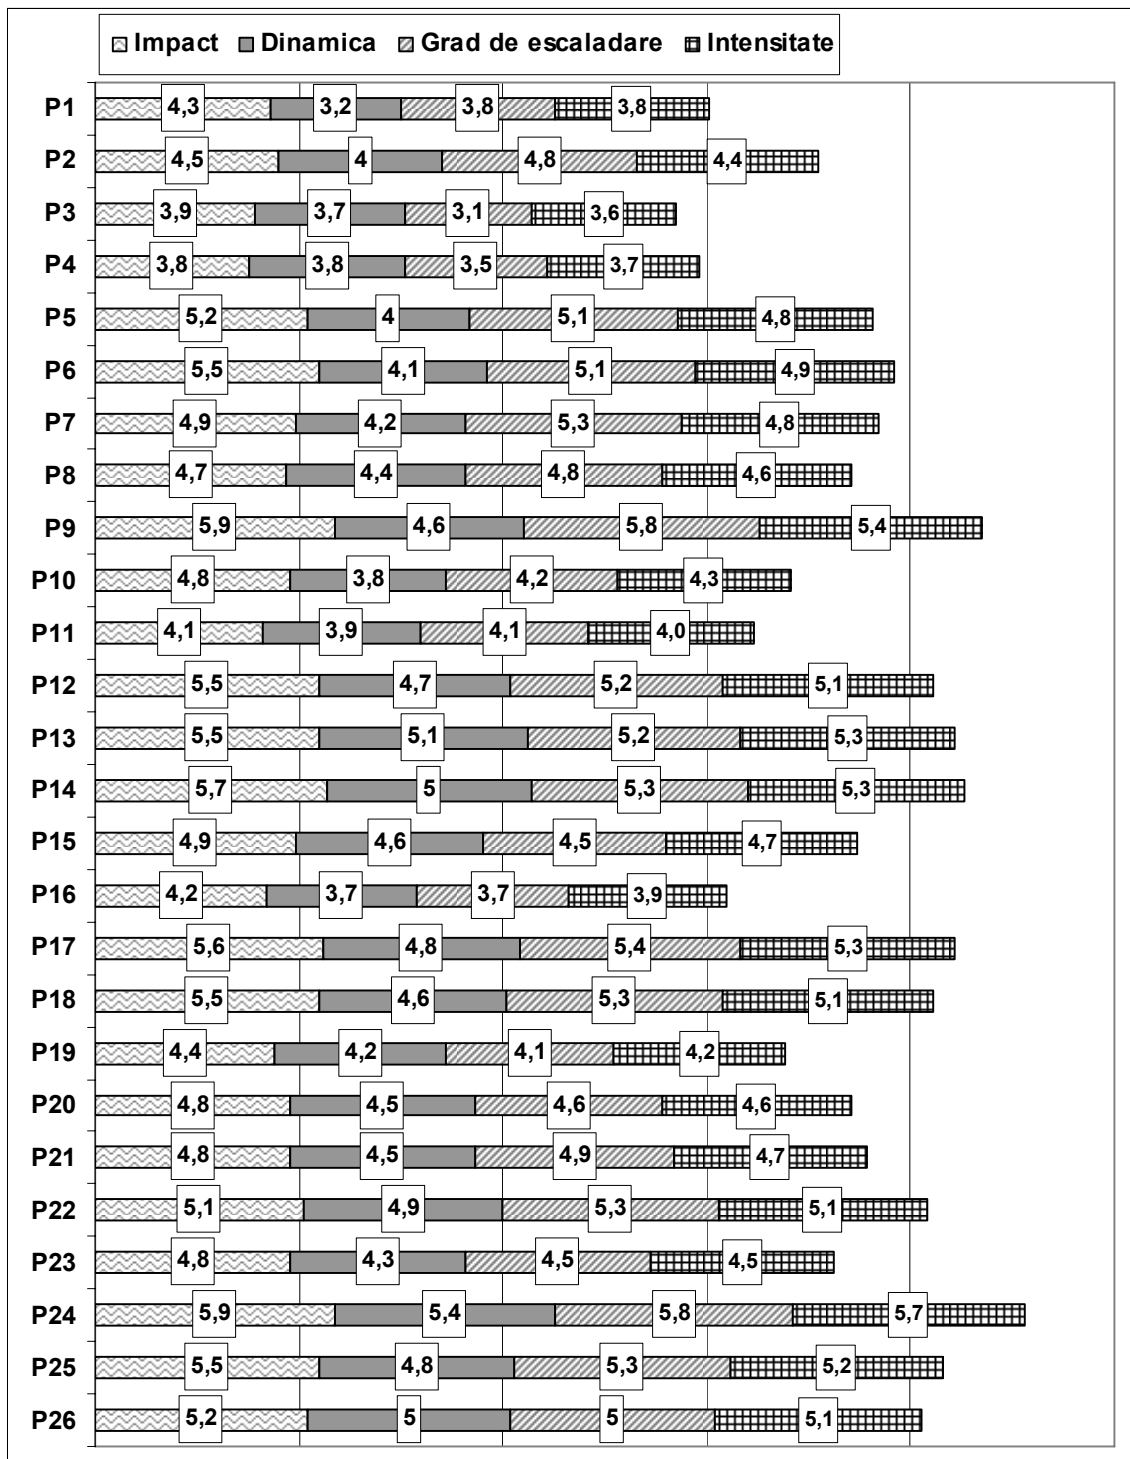 Impact Dinamica Grad de escaladare Intensitate
P1 4,3 3,2 3,8 3,8
P2 4,5 4 4,8 4,4
P3 3,9 3,7 3,1 3,6
P4 3,8 3,8 3,5 3,7
P5 5,2 4 5,1 4,8
P6 5,5 4,1 5,1 4,9
P7 4,9 4,2 5,3 4,8
P8 4,7 4,4 4,8 4,6
P9 5,9 4,6 5,8 5,4
P10 4,8 3,8 4,2 4,3
P11 4,1 3,9 4,1 4,0
P12 5,5 4,7 5,2 5,1
P13 5,5 5,1 5,2 5,3
P14 5,7 5 5,3 5,3
P15 4,9 4,6 4,5 4,7
P16 4,2 3,7 3,7 3,9
P17 5,6 4,8 5,4 5,3
P18 5,5 4,6 5,3 5,1
P19 4,4 4,2 4,1 4,2
P20 4,8 4,5 4,6 4,6
P21 4,8 4,5 4,9 4,7
P22 5,1 4,9 5,3 5,1
P23 4,8 4,3 4,5 4,5
P24 5,9 5,4 5,8 5,7
P25 5,5 4,8 5,3 5,2
P26 5,2 5 5 5,1